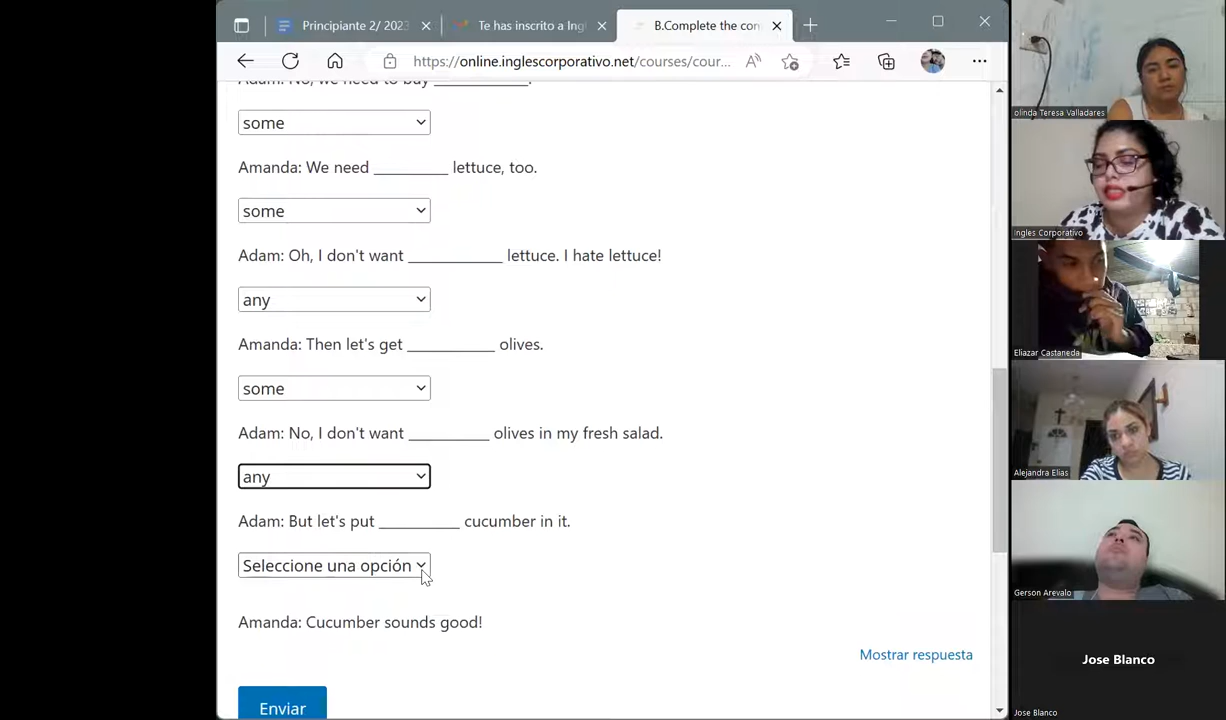 Principiante 2/ 2023
Te has inscrito a Ing
B.Complete the con
https://online.inglescorporativo.net/courses/cour...
Adam: No, we need to buy ___________.
some
Amanda: We need _________ lettuce, too.
some
Adam: Oh, I don't want ___________ lettuce. I hate lettuce!
any
Amanda: Then let's get __________ olives.
some
Adam: No, I don't want __________ olives in my fresh salad.
any
Adam: But let's put __________ cucumber in it.
Seleccione una opción
Amanda: Cucumber sounds good!
Mostrar respuesta
Enviar
olinda Teresa Valladares
Ingles Corporativo
Eliazar Castaneda
Alejandra Elias
Gerson Arevalo
Jose Blanco
Jose Blanco